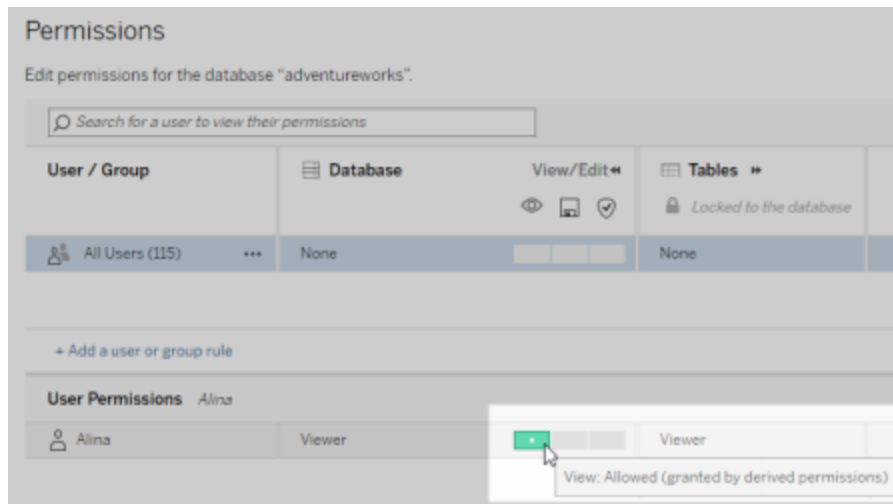 Permissions
Edit permissions for the database “adventureworks”.
Search for a user to view their permissions
User / Group Database View/Edit Tables
Locked to the database
All Users (115) ••• None None
+ Add a user or group rule
User Permissions Alina
Alina Viewer Viewer
View: Allowed (granted by derived permissions)